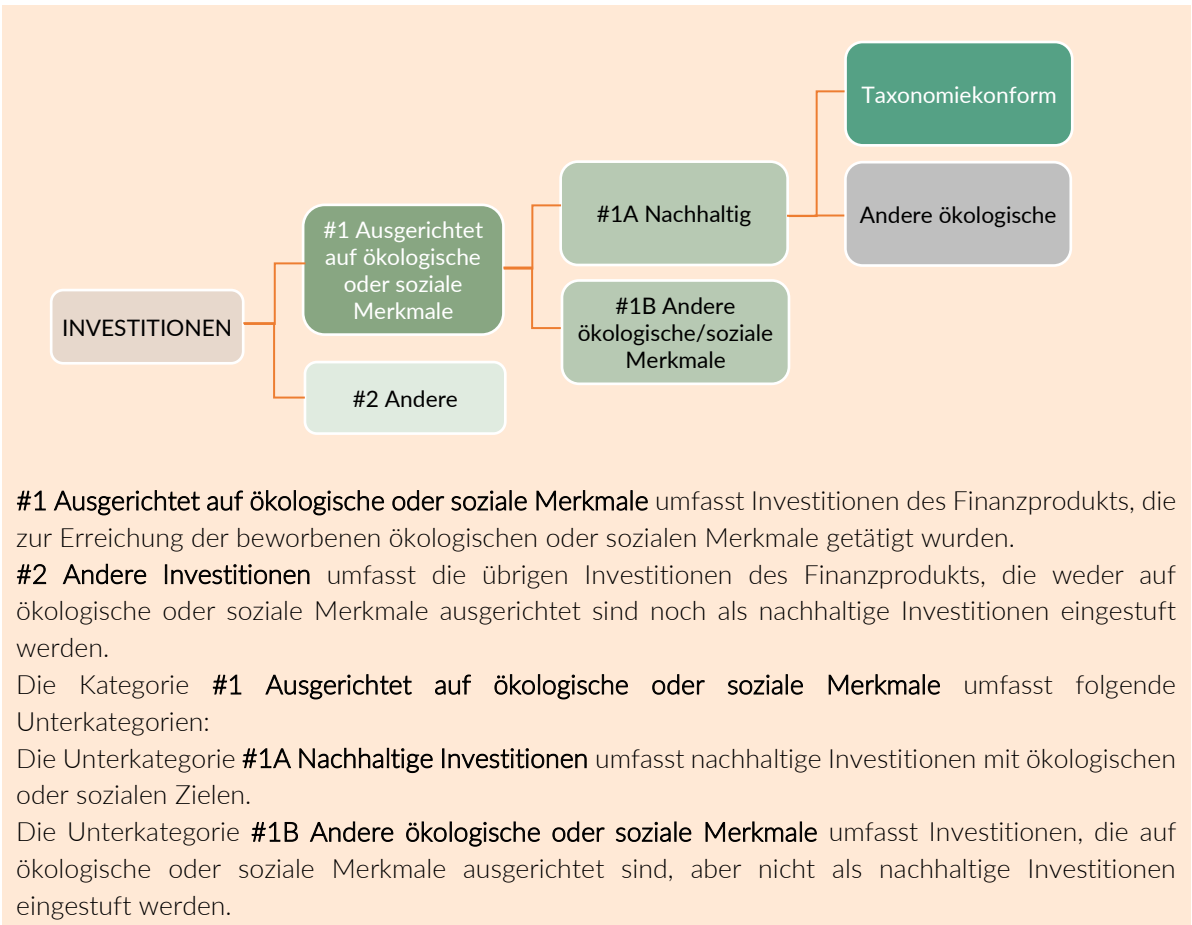 Taxonomiekonform
#1A Nachhaltig
Andere ökologische
#1 Ausgerichtet
auf ökologische
oder soziale
Merkmale
#1B Andere
ökologische/soziale
Merkmale
INVESTITIONEN
#2 Andere
#1 Ausgerichtet auf ökologische oder soziale Merkmale umfasst Investitionen des Finanzprodukts, die
zur Erreichung der beworbenen ökologischen oder sozialen Merkmale getätigt wurden.
#2 Andere Investitionen umfasst die übrigen Investitionen des Finanzprodukts, die weder auf
ökologische oder soziale Merkmale ausgerichtet sind noch als nachhaltige Investitionen eingestuft
werden.
Die Kategorie #1 Ausgerichtet auf ökologische oder soziale Merkmale umfasst folgende
Unterkategorien:
Die Unterkategorie #1A Nachhaltige Investitionen umfasst nachhaltige Investitionen mit ökologischen
oder sozialen Zielen.
Die Unterkategorie #1B Andere ökologische oder soziale Merkmale umfasst Investitionen, die auf
ökologische oder soziale Merkmale ausgerichtet sind, aber nicht als nachhaltige Investitionen
eingestuft werden.